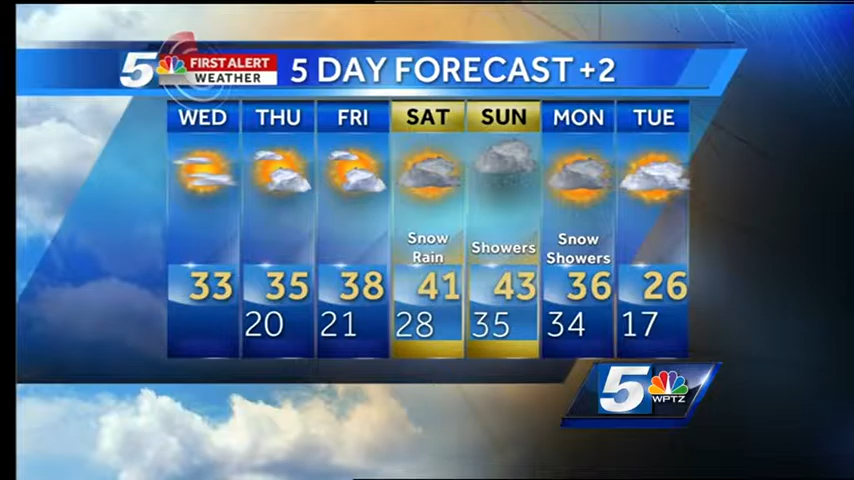 5 FIRST ALERT
WEATHER
5 DAY FORECAST +2
WED THU FRI SAT SUN MON TUE
Snow
Rain
Showers
Snow
Showers
33 35 38 41 43 36 26
20 21 28 35 34 17
5
WPTZ